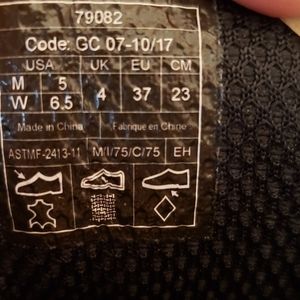 79082
Code: GC 07-10/17
USA UK EU CM
M 5
W 6.5
4 37 23
Made in China Fabriqué en Chine
ASTMF-2413-11 M/I/75/C/75 EH